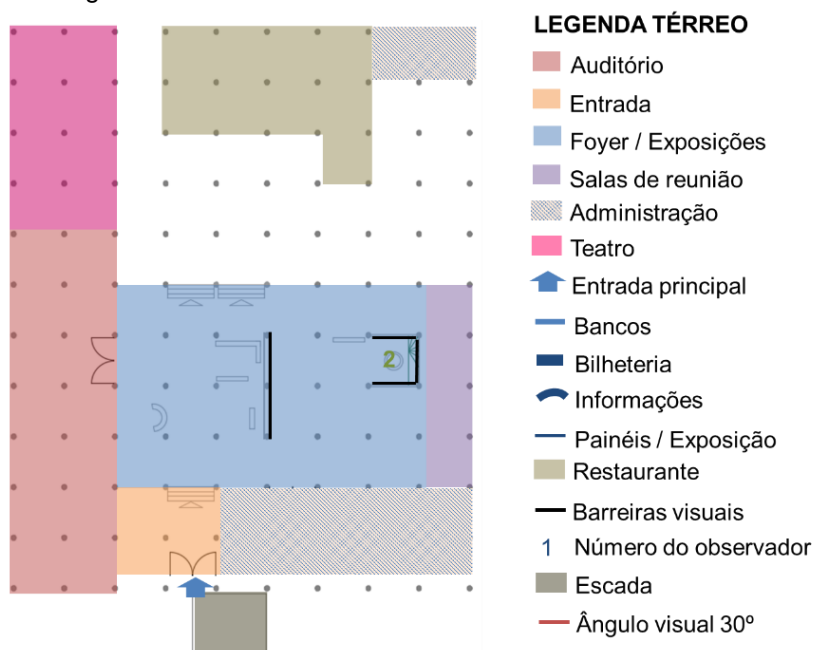 LEGENDA TÉRREO
Auditório
Entrada
Foyer / Exposições
Salas de reunião
Administração
Teatro
Entrada principal
Bancos
Bilheteria
Informações
Painéis / Exposição
Restaurante
Barreiras visuais
1 Número do observador
Escada
Ângulo visual 30º
2